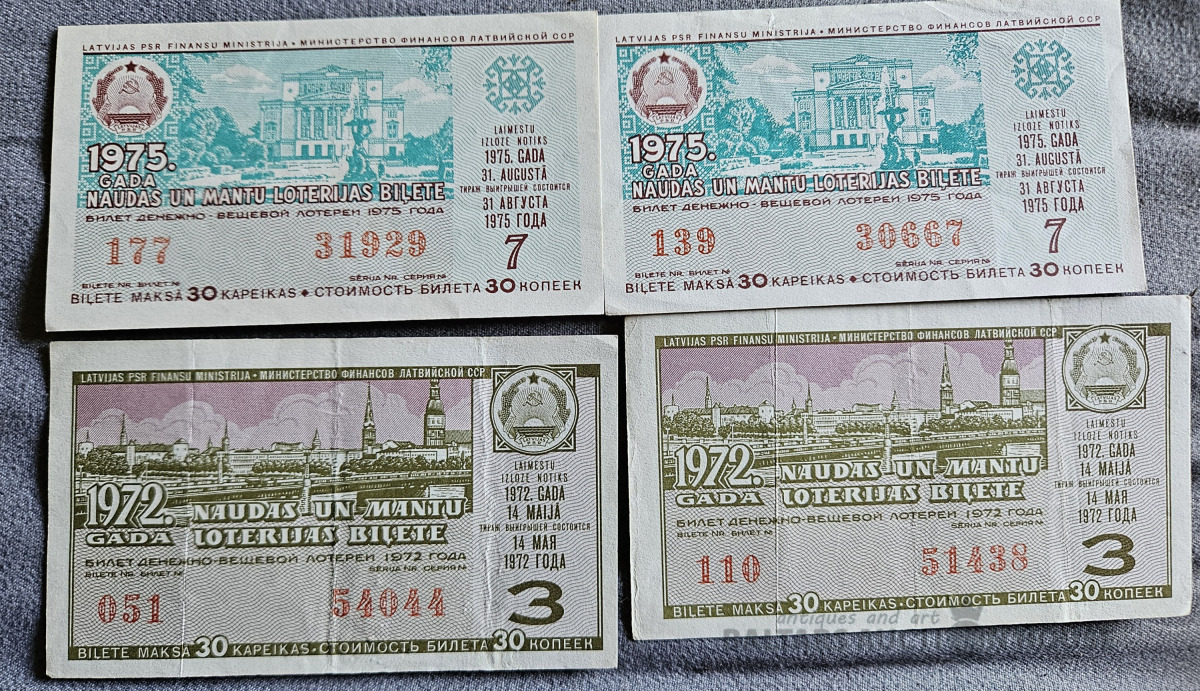 LATVIJAS PSR FINANSU MINISTRIJA • МИНИСТЕРСТВО ФИНАНСОВ ЛАТВИЙСКОЙ ССР
1975.
GADA
NAUDAS UN MANTU LOTERIJAS BIĻETE
БИЛЕТ ДЕНЕЖНО-ВЕЩЕВОЙ ЛОТЕРЕИ 1975 ГОДА
177 31929
BIĻETE NR. БИЛЕТ № SĒRIJA NR. СЕРИЯ №
BIĻETE MAKSĀ 30 KAPEIKAS • СТОИМОСТЬ БИЛЕТА 30 КОПЕЕК
LAIMESTU
IZLOZE NOTIKS
1975. GADA
31. AUGUSTĀ
ТИРАЖ ВЫИГРЫШЕЙ СОСТОИТСЯ
31 АВГУСТА
1975 ГОДА
7
LATVIJAS PSR FINANSU MINISTRIJA • МИНИСТЕРСТВО ФИНАНСОВ ЛАТВИЙСКОЙ ССР
1975.
GADA
NAUDAS UN MANTU LOTERIJAS BIĻETE
БИЛЕТ ДЕНЕЖНО-ВЕЩЕВОЙ ЛОТЕРЕИ 1975 ГОДА
139 30667
BIĻETE NR. БИЛЕТ № SĒRIJA NR. СЕРИЯ №
BIĻETE MAKSĀ 30 KAPEIKAS • СТОИМОСТЬ БИЛЕТА 30 КОПЕЕК
LAIMESTU
IZLOZE NOTIKS
1975. GADA
31. AUGUSTĀ
ТИРАЖ ВЫИГРЫШЕЙ СОСТОИТСЯ
31 АВГУСТА
1975 ГОДА
7
LATVIJAS PSR FINANSU MINISTRIJA • МИНИСТЕРСТВО ФИНАНСОВ ЛАТВИЙСКОЙ ССР
1972. NAUDAS UN MANTU
GADA LOTERIJAS BIĻETE
БИЛЕТ ДЕНЕЖНО-ВЕЩЕВОЙ ЛОТЕРЕИ 1972 ГОДА
BIĻETE NR. БИЛЕТ № SĒRIJA NR. СЕРИЯ №
051 54044
BIĻETE MAKSĀ 30 KAPEIKAS • СТОИМОСТЬ БИЛЕТА 30 КОПЕЕК
LAIMESTU
IZLOZE NOTIKS
1972. GADA
14 MAIJĀ
ТИРАЖ ВЫИГРЫШЕЙ СОСТОИТСЯ
14 МАЯ
1972 ГОДА
3
LATVIJAS PSR FINANSU MINISTRIJA • МИНИСТЕРСТВО ФИНАНСОВ ЛАТВИЙСКОЙ ССР
1972. NAUDAS UN MANTU
GADA LOTERIJAS BIĻETE
БИЛЕТ ДЕНЕЖНО-ВЕЩЕВОЙ ЛОТЕРЕИ 1972 ГОДА
BIĻETE NR. БИЛЕТ № SĒRIJA NR. СЕРИЯ №
110 51438
BIĻETE MAKSĀ 30 KAPEIKAS • СТОИМОСТЬ БИЛЕТА 30 КОПЕЕК
LAIMESTU
IZLOZE NOTIKS
1972. GADA
14 MAIJĀ
ТИРАЖ ВЫИГРЫШЕЙ СОСТОИТСЯ
14 МАЯ
1972 ГОДА
3
antiques and art